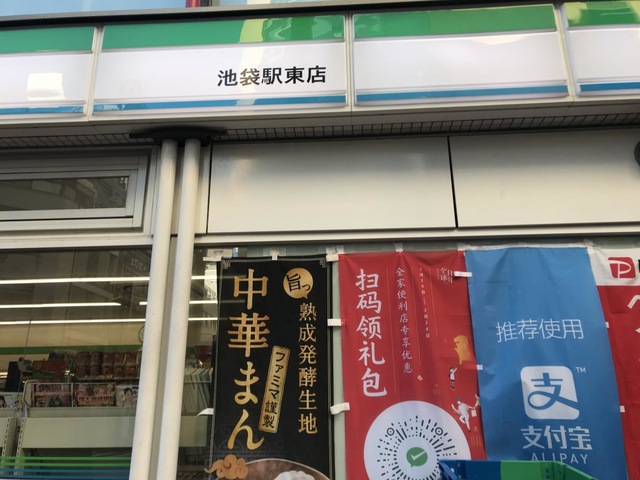 池袋駅東店
旨っ
熟成発酵生地
中華まん
ファミマ謹製
扫码领礼包
全家便利店专享优惠
推荐使用
支
TM
支付宝
ALIPAY
P